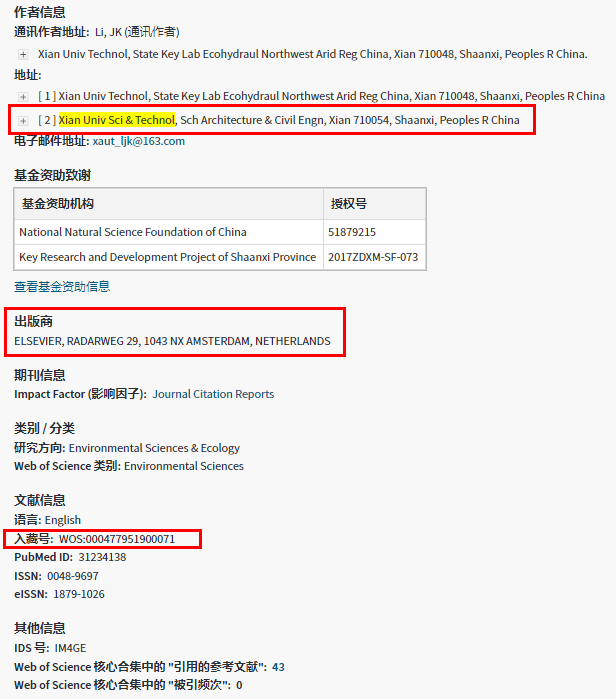 作者信息
通讯作者地址: Li, JK (通讯作者)
Xian Univ Technol, State Key Lab Ecohydraul Northwest Arid Reg China, Xian 710048, Shaanxi, Peoples R China.
地址:
[ 1 ] Xian Univ Technol, State Key Lab Ecohydraul Northwest Arid Reg China, Xian 710048, Shaanxi, Peoples R China
[ 2 ] Xian Univ Sci & Technol, Sch Architecture & Civil Engn, Xian 710054, Shaanxi, Peoples R China
电子邮件地址: xaut_ljk@163.com
基金资助致谢
基金资助机构 授权号
National Natural Science Foundation of China 51879215
Key Research and Development Project of Shaanxi Province 2017ZDXM-SF-073
查看基金资助信息
出版商
ELSEVIER, RADARWEG 29, 1043 NX AMSTERDAM, NETHERLANDS
期刊信息
Impact Factor (影响因子): Journal Citation Reports
类别 / 分类
研究方向: Environmental Sciences & Ecology
Web of Science 类别: Environmental Sciences
文献信息
语言: English
入藏号: WOS:000477951900071
PubMed ID: 31234138
ISSN: 0048-9697
eISSN: 1879-1026
其他信息
IDS 号: IM4GE
Web of Science 核心合集中的 "引用的参考文献": 43
Web of Science 核心合集中的 "被引频次": 0